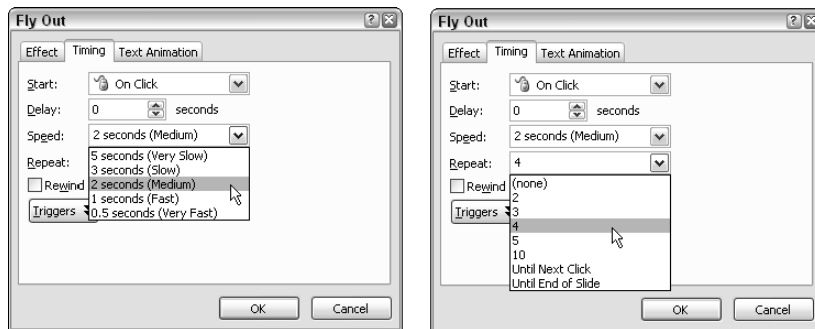 Fly Out
Effect Timing Text Animation
Start: On Click
Delay: 0 seconds
Speed: 2 seconds (Medium)
Repeat:
5 seconds (Very Slow)
3 seconds (Slow)
2 seconds (Medium)
1 seconds (Fast)
0.5 seconds (Very Fast)
Rewind
Triggers
OK Cancel
Fly Out
Effect Timing Text Animation
Start: On Click
Delay: 0 seconds
Speed: 2 seconds (Medium)
Repeat: 4
(none)
2
3
4
5
10
Until Next Click
Until End of Slide
Rewind
Triggers
OK Cancel